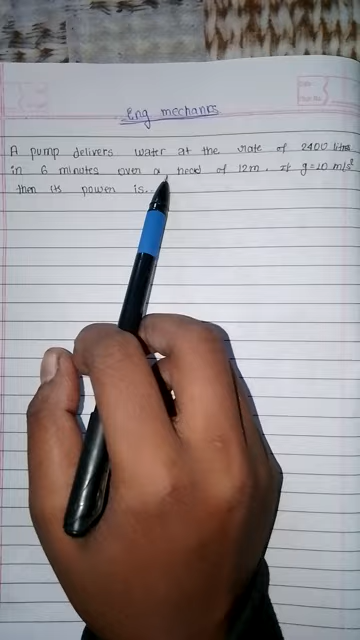 Eng mechanics
A pump delivers water at the rate of 2400 litres
in 6 minutes over a head of 12m. If g=10 m/s²
then its power is..